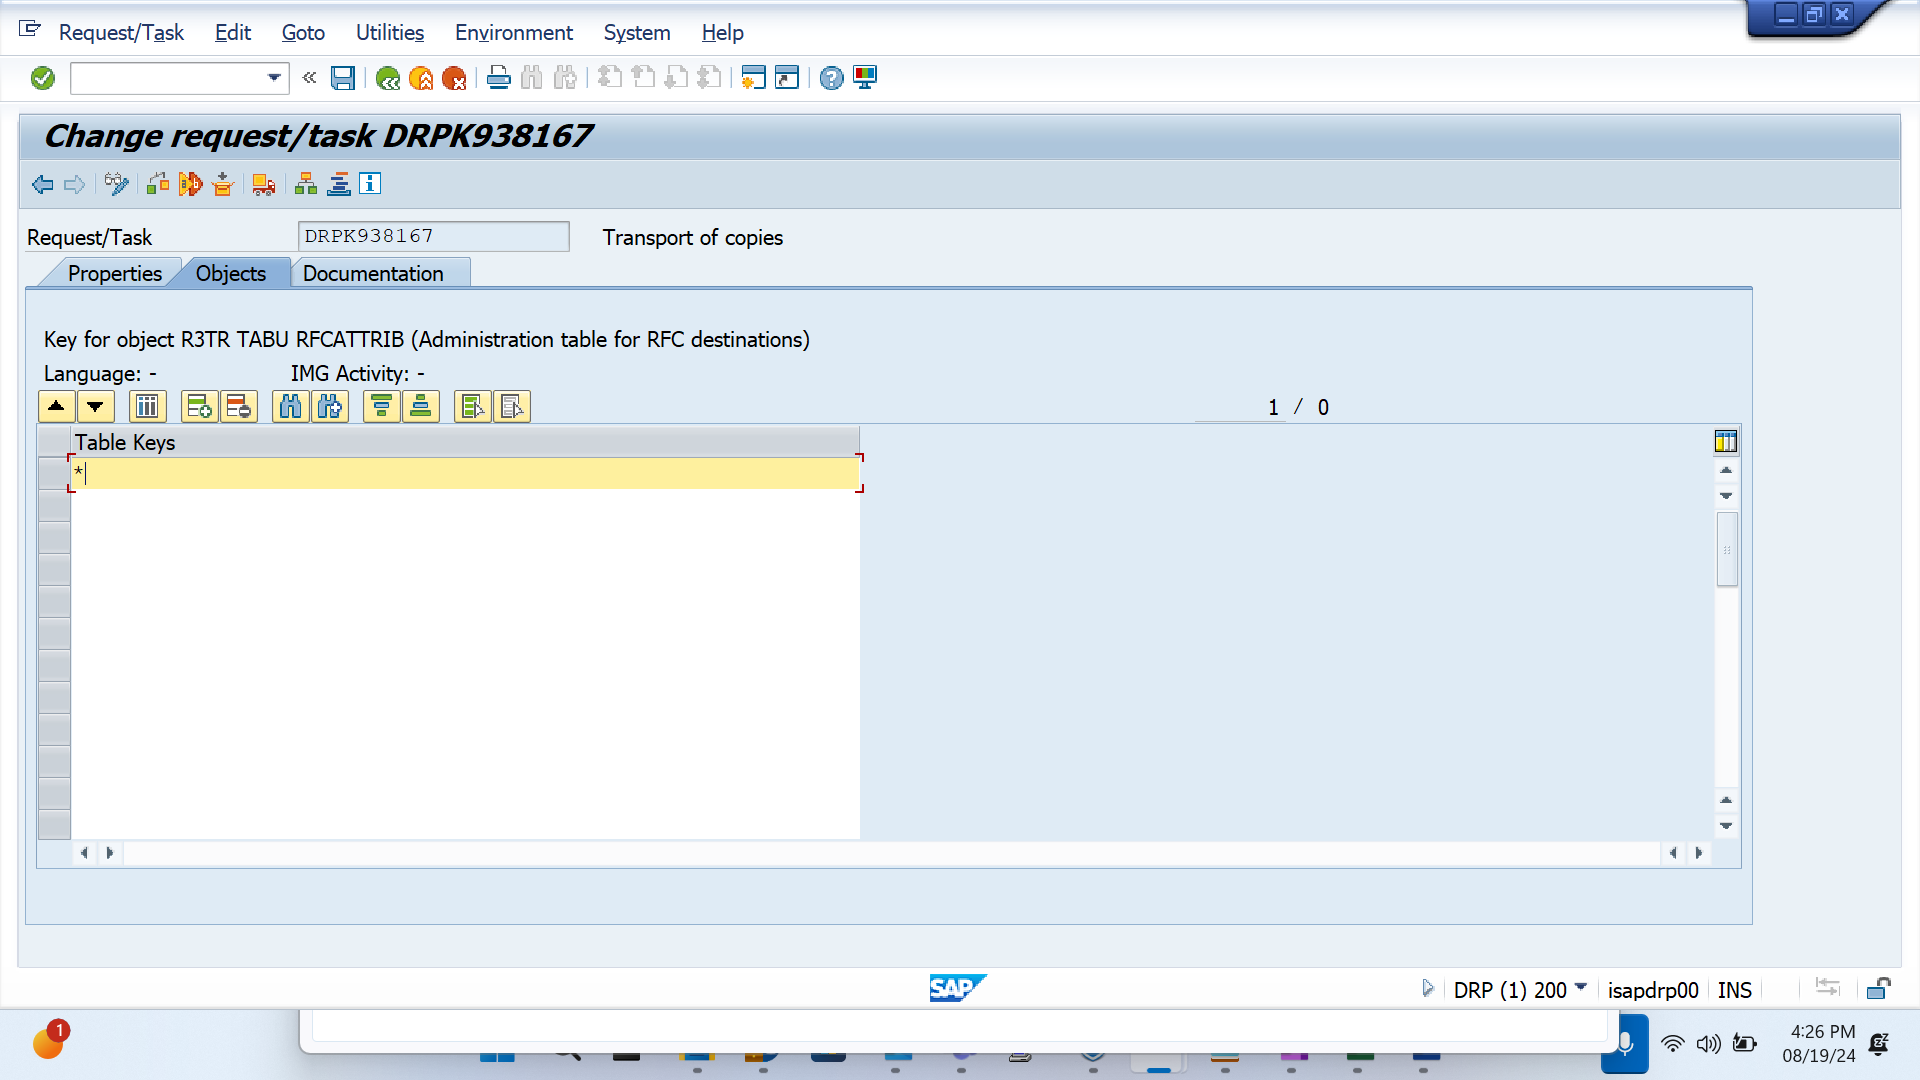 Request/Task Edit Goto Utilities Environment System Help
Change request/task DRPK938167
Request/Task DRPK938167 Transport of copies
Properties Objects Documentation
Key for object R3TR TABU RFCATTRIB (Administration table for RFC destinations)
Language: - IMG Activity: -
1 / 0
Table Keys
*
SAP
DRP (1) 200 isapdrp00 INS
1
4:26 PM
08/19/24